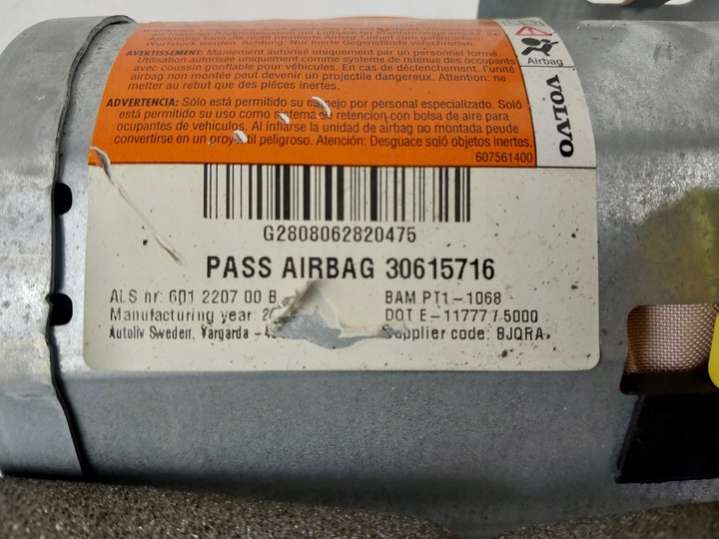 AVERTISSEMENT: Maniement autorisé uniquement par un personnel formé
Utilisation autorisée uniquement comme système de retenue des occupants
avec coussin gonflable pour véhicules. En cas de déclenchement, l'unité
airbag non montée peut devenir un projectile dangereux. Attention: ne
mettre au rebut que des pièces inertes.
ADVERTENCIA: Sólo está permitido su manejo por personal especializado. Soló
está permitido su uso como sistema de retencion con bolsa de aire para
ocupantes de vehiculos. Al inflarse la unidad de airbag no montada peude
convertirse en un proyectil peligroso. Atención: Desguace soló objetos inertes.
607561400
Airbag
VOLVO
G2808062820475
PASS AIRBAG 30615716
ALS nr: 601 2207 00 B
BAM PT1-1068
Manufacturing year: 20
DOT E-11777 / 5000
Autoliv Sweden, Vargarda -
Supplier code: BJQRA